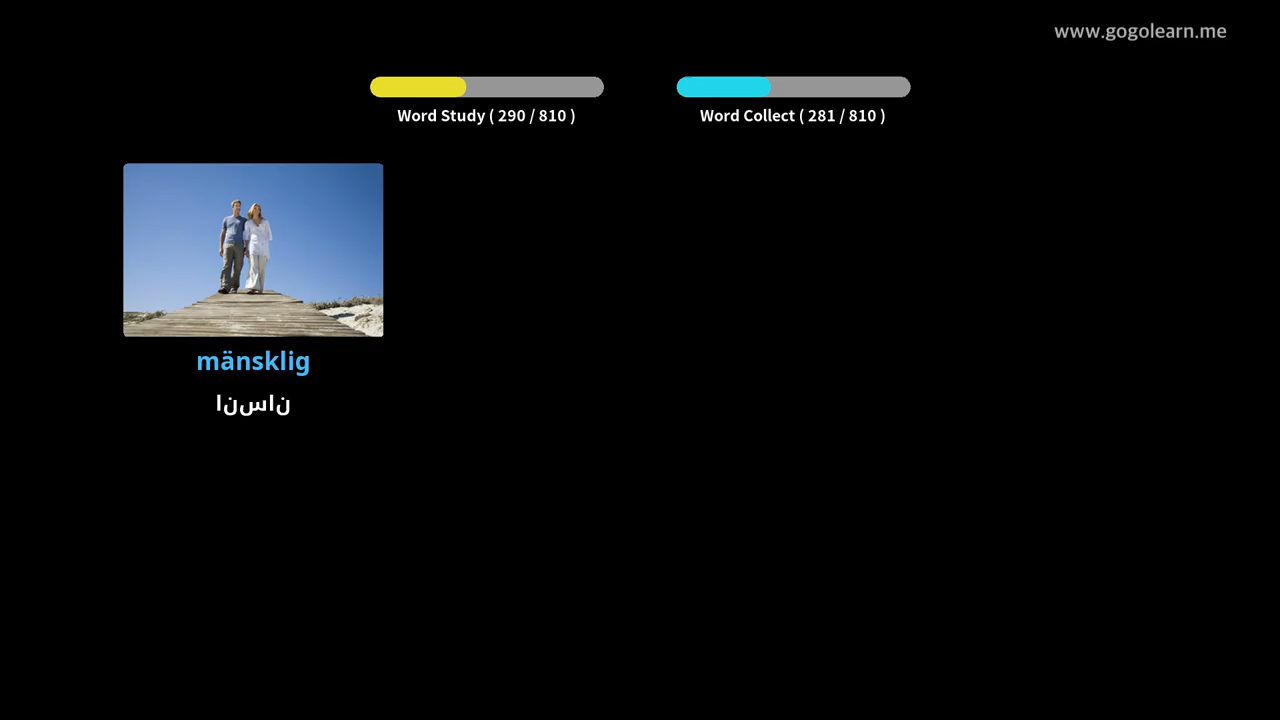 www.gogolearn.me
Word Study ( 290 / 810 )
Word Collect ( 281 / 810 )
mänsklig
انسان